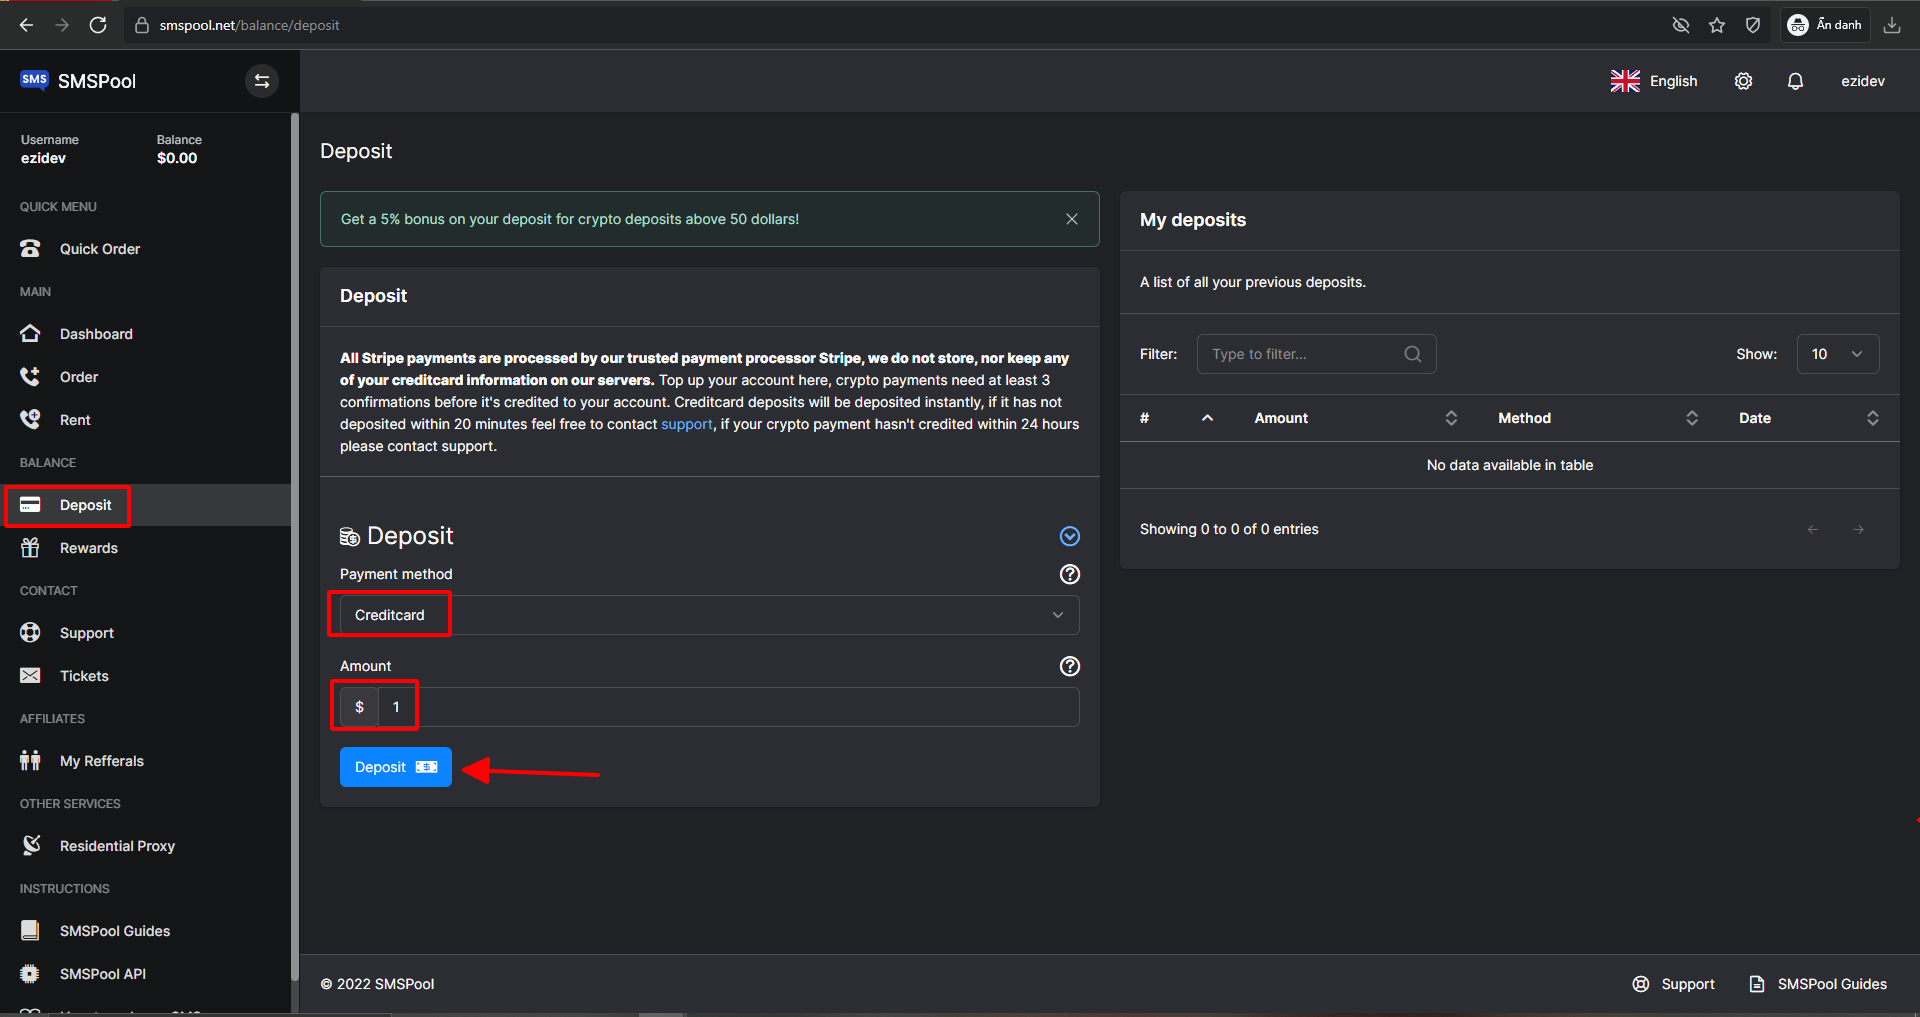 smspool.net/balance/deposit
Ẩn danh
SMS SMSPool
English
ezidev
Username
Balance
ezidev
$0.00
QUICK MENU
Quick Order
MAIN
Dashboard
Order
Rent
BALANCE
Deposit
Rewards
CONTACT
Support
Tickets
AFFILIATES
My Refferals
OTHER SERVICES
Residential Proxy
INSTRUCTIONS
SMSPool Guides
SMSPool API
Deposit
Get a 5% bonus on your deposit for crypto deposits above 50 dollars!
Deposit
All Stripe payments are processed by our trusted payment processor Stripe, we do not store, nor keep any
of your creditcard information on our servers. Top up your account here, crypto payments need at least 3
confirmations before it's credited to your account. Creditcard deposits will be deposited instantly, if it has not
deposited within 20 minutes feel free to contact support, if your crypto payment hasn't credited within 24 hours
please contact support.
Deposit
Payment method
Creditcard
Amount
$ 1
Deposit
My deposits
A list of all your previous deposits.
Filter: Type to filter...
Show: 10
# Amount Method Date
No data available in table
Showing 0 to 0 of 0 entries
© 2022 SMSPool
Support
SMSPool Guides